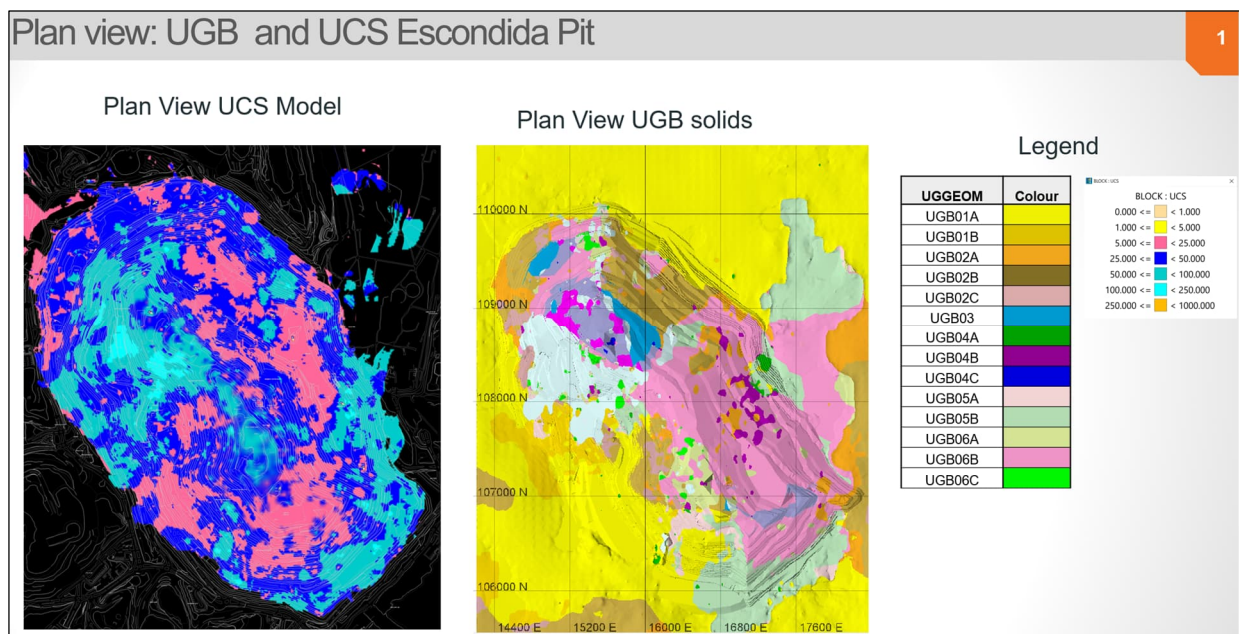 Plan view: UGB and UCS Escondida Pit
1
Plan View UCS Model
Plan View UGB solids
Legend
110000 N
109000 N
108000 N
107000 N
106000 N
14400 E 15200 E 16000 E 16800 E 17600 E
UGGEOM Colour
UGB01A
UGB01B
UGB02A
UGB02B
UGB02C
UGB03
UGB04A
UGB04B
UGB04C
UGB05A
UGB05B
UGB06A
UGB06B
UGB06C
BLOCK : UCS
BLOCK : UCS
0.000 <= < 1.000
1.000 <= < 5.000
5.000 <= < 25.000
25.000 <= < 50.000
50.000 <= < 100.000
100.000 <= < 250.000
250.000 <= < 1000.000